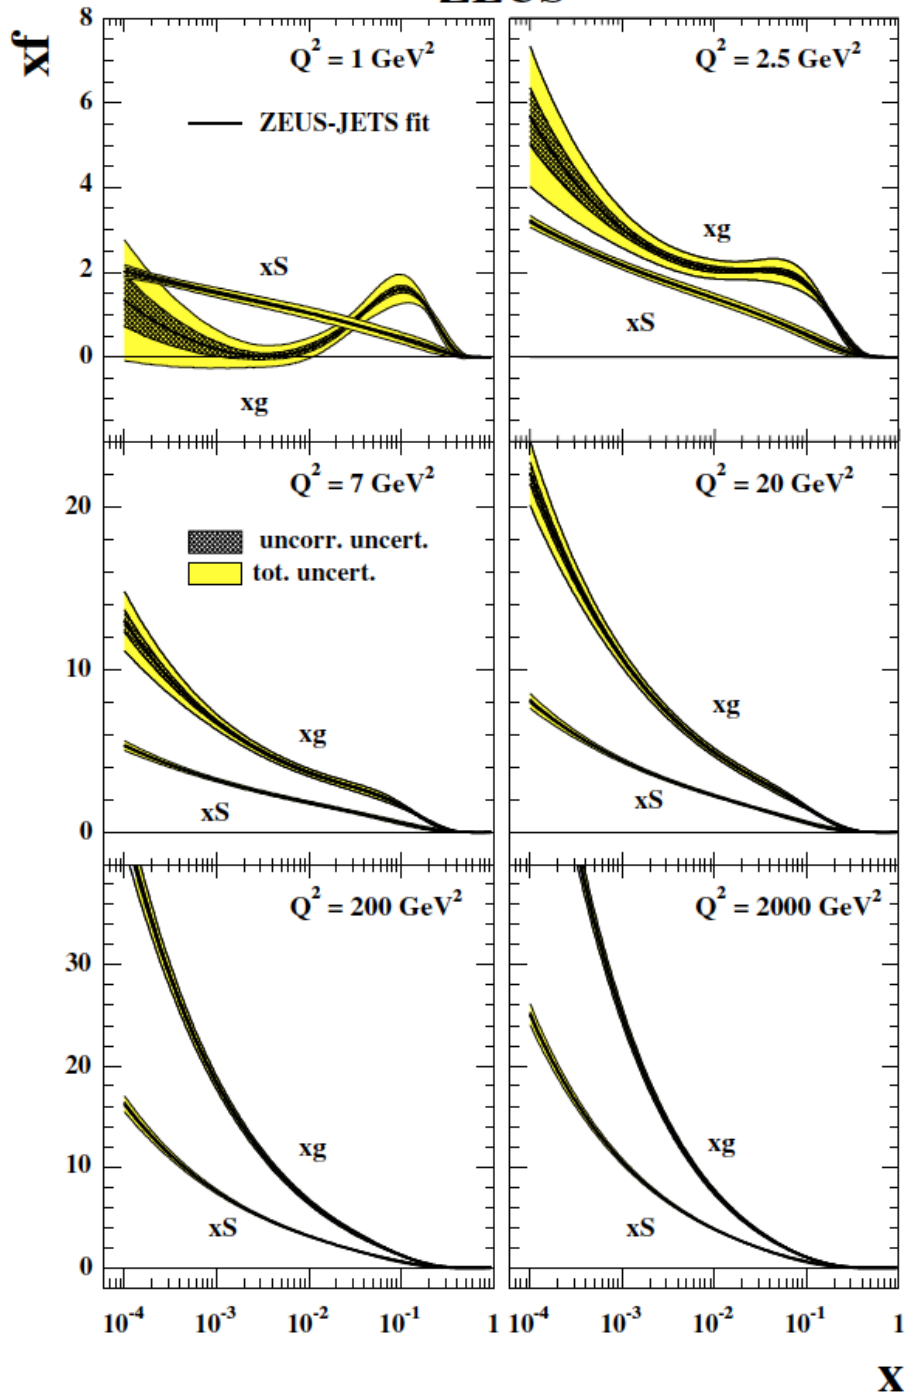 ZEUS
xf
8
6
4
2
0
Q² = 1 GeV²
ZEUS-JETS fit
xS
xg
Q² = 2.5 GeV²
xg
xS
20
10
0
Q² = 7 GeV²
uncorr. uncert.
tot. uncert.
xg
xS
Q² = 20 GeV²
xg
xS
30
20
10
0
Q² = 200 GeV²
xg
xS
Q² = 2000 GeV²
xg
xS
10⁻⁴ 10⁻³ 10⁻² 10⁻¹ 1 10⁻⁴ 10⁻³ 10⁻² 10⁻¹ 1
x